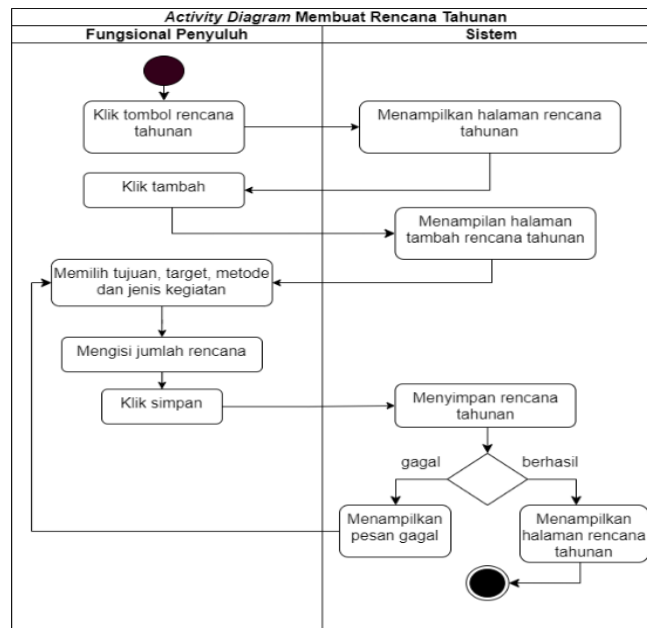 Activity Diagram Membuat Rencana Tahunan
Fungsional Penyuluh
Sistem
Klik tombol rencana
tahunan
Menampilkan halaman rencana
tahunan
Klik tambah
Menampilan halaman
tambah rencana tahunan
Memilih tujuan, target, metode
dan jenis kegiatan
Mengisi jumlah rencana
Klik simpan
Menyimpan rencana
tahunan
gagal
berhasil
Menampilkan
pesan gagal
Menampilkan
halaman rencana
tahunan